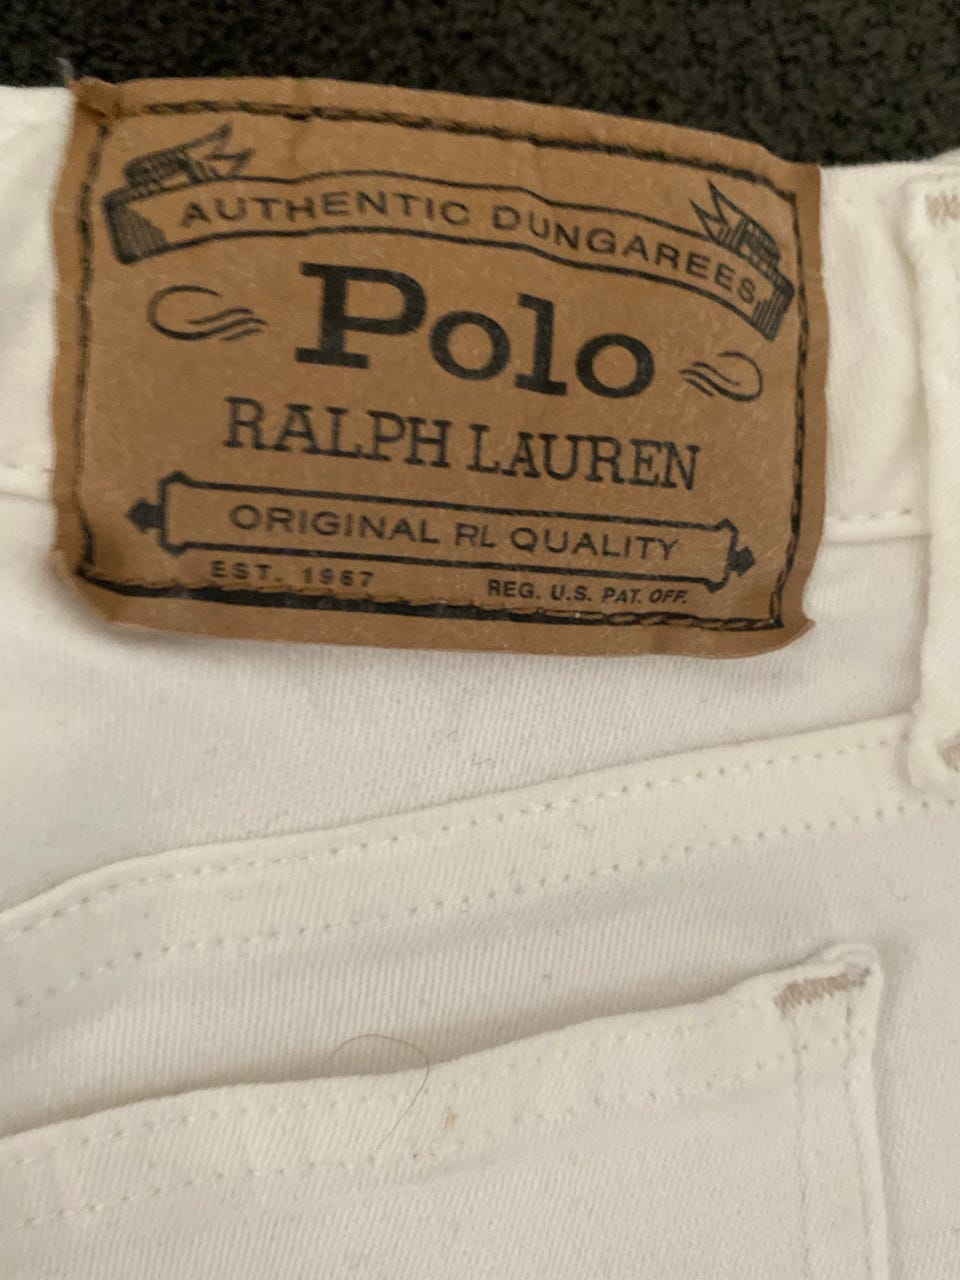 AUTHENTIC DUNGAREES
Polo
RALPH LAUREN
ORIGINAL RL QUALITY
EST. 1967
REG. U.S. PAT. OFF.